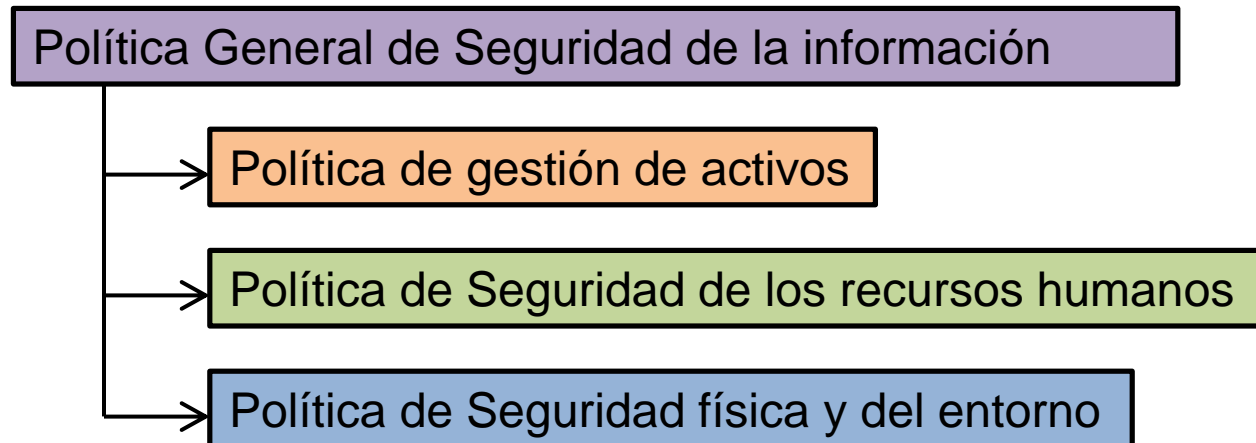 Política General de Seguridad de la información
Política de gestión de activos
Política de Seguridad de los recursos humanos
Política de Seguridad física y del entorno